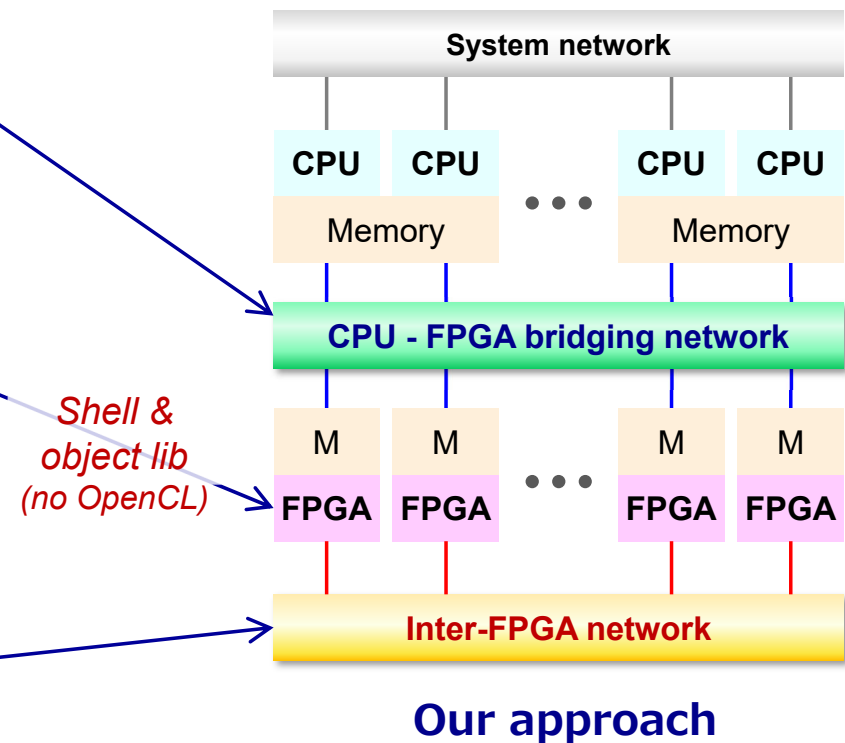 System network
CPU CPU CPU CPU
Memory Memory
CPU - FPGA bridging network
Shell &
object lib
(no OpenCL)
M M M M
FPGA FPGA FPGA FPGA
Inter-FPGA network
Our approach